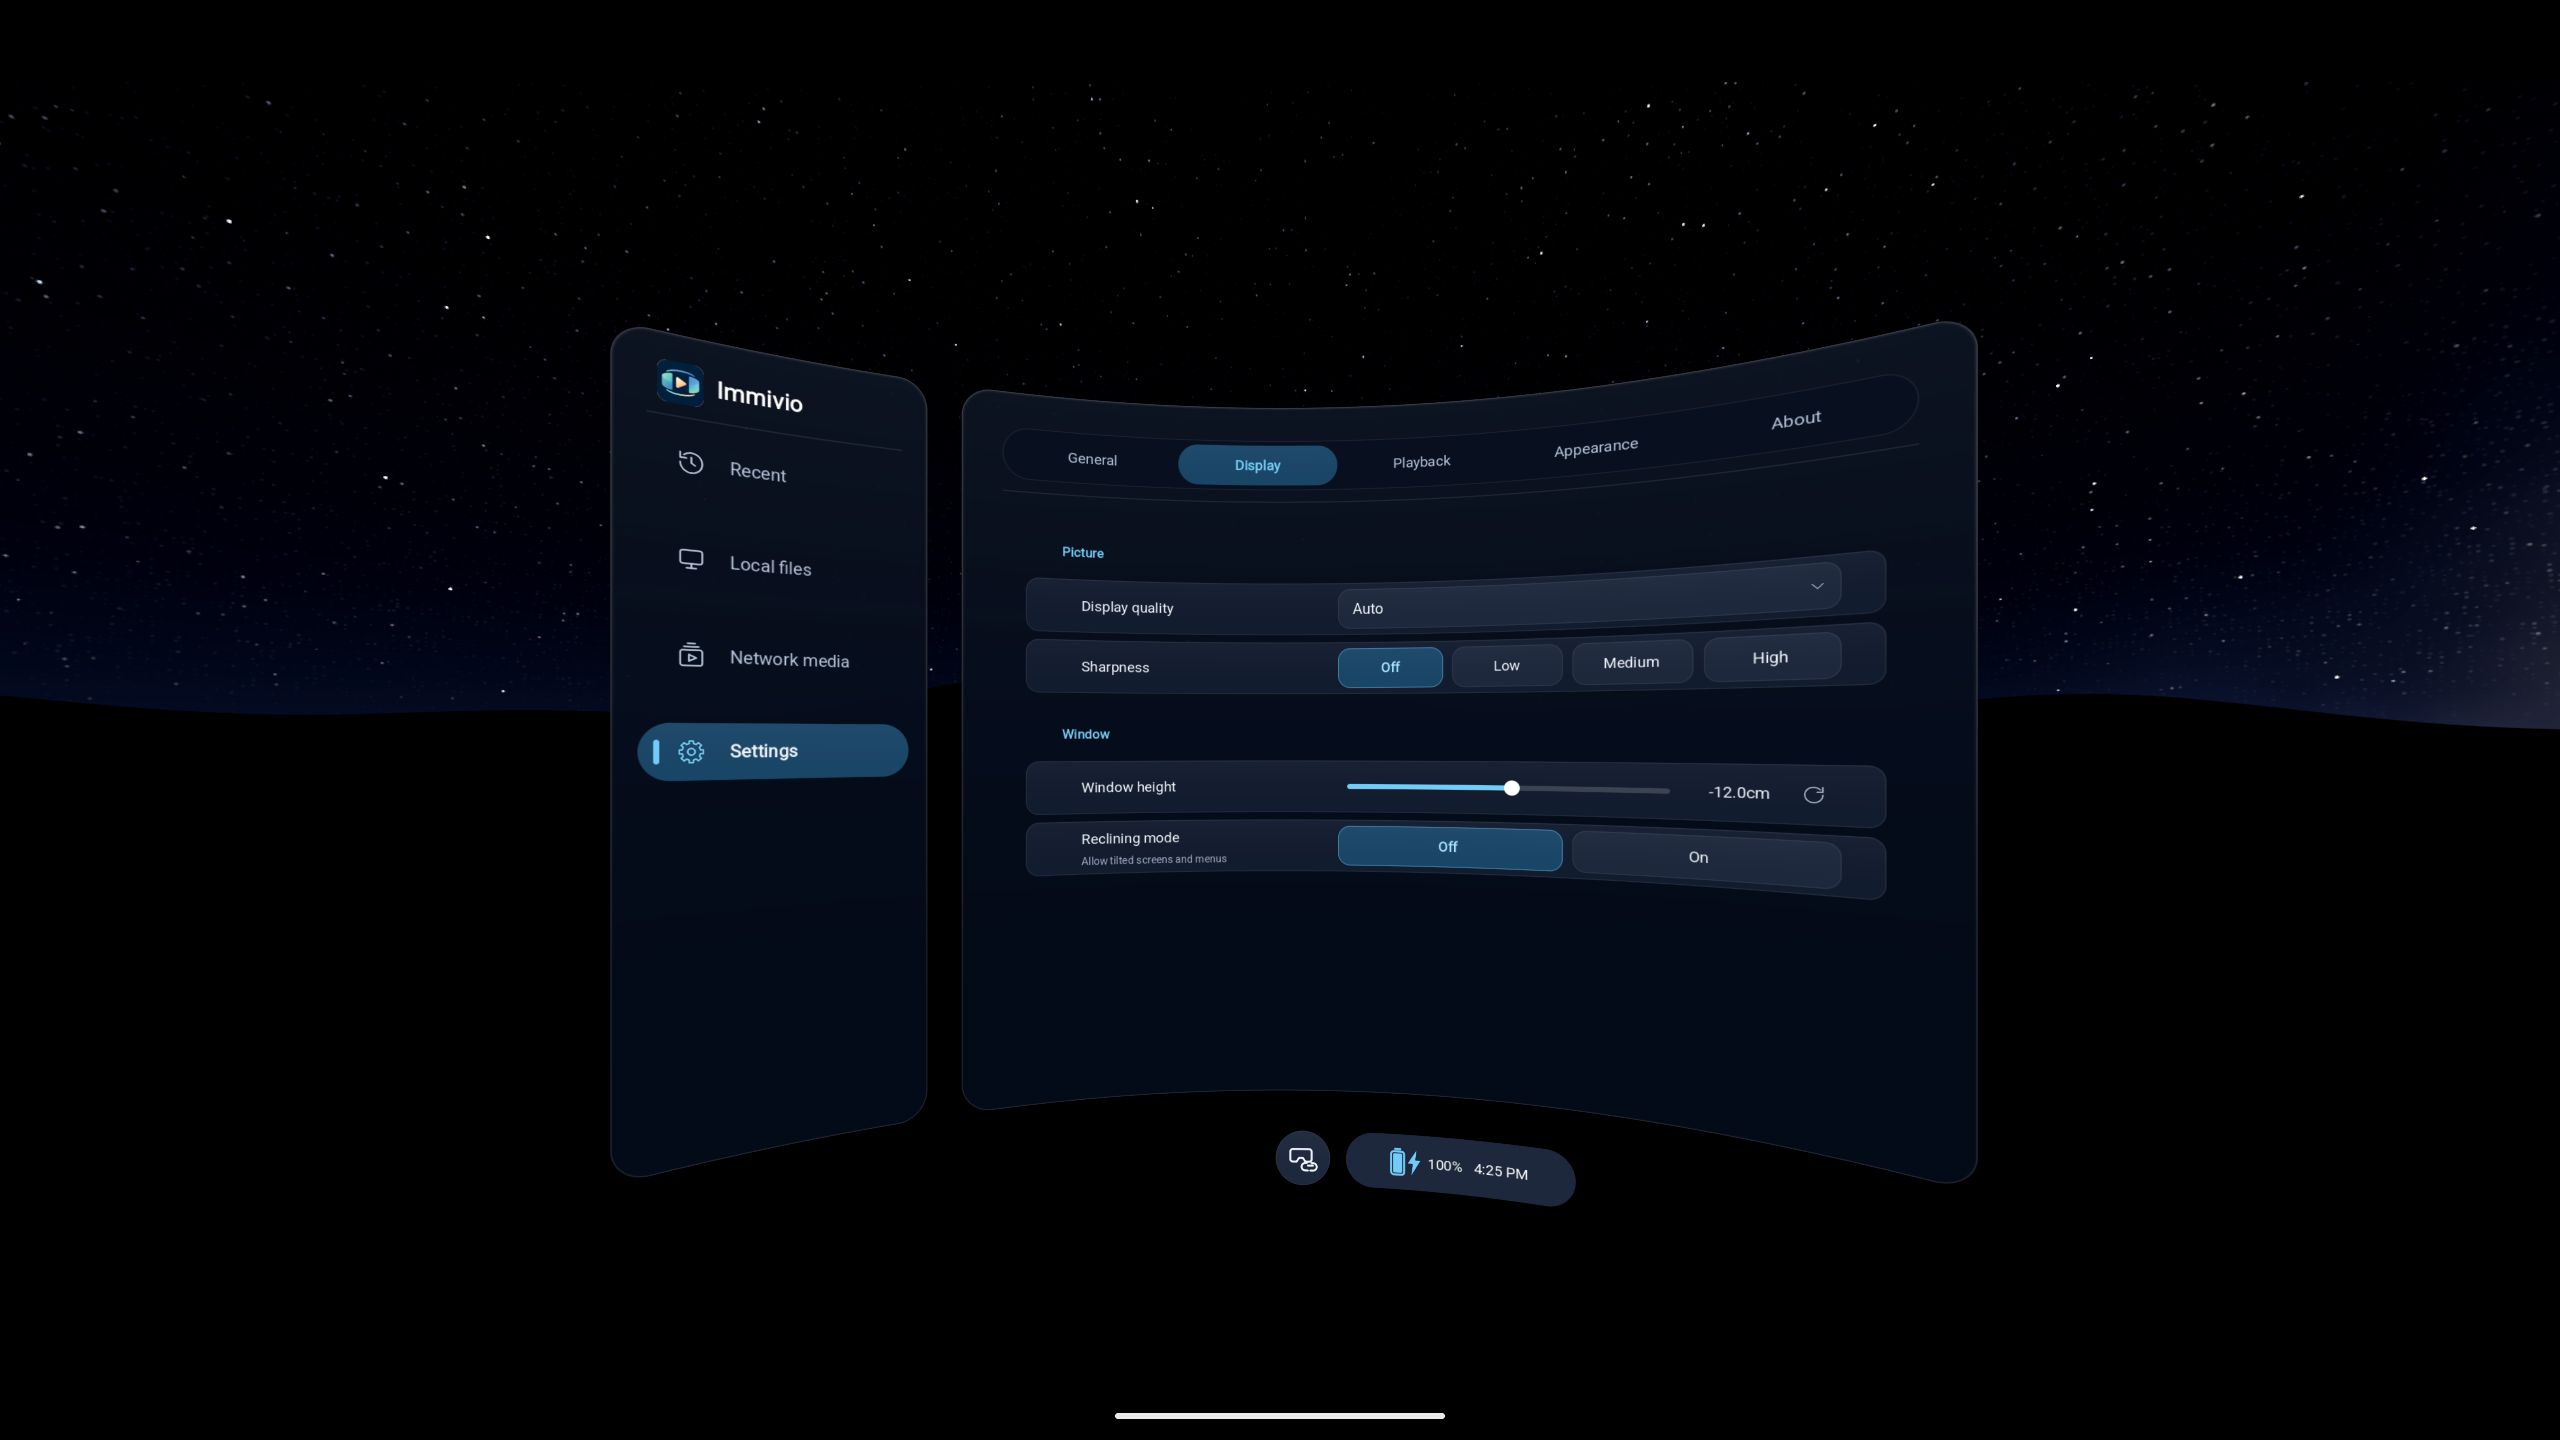 Immivio
Recent
Local files
Network media
Settings
General
Display
Playback
Appearance
About
Picture
Display quality
Auto
Sharpness
Off
Low
Medium
High
Window
Window height
-12.0cm
Reclining mode
Allow tilted screens and menus
Off
On
100%
4:25 PM